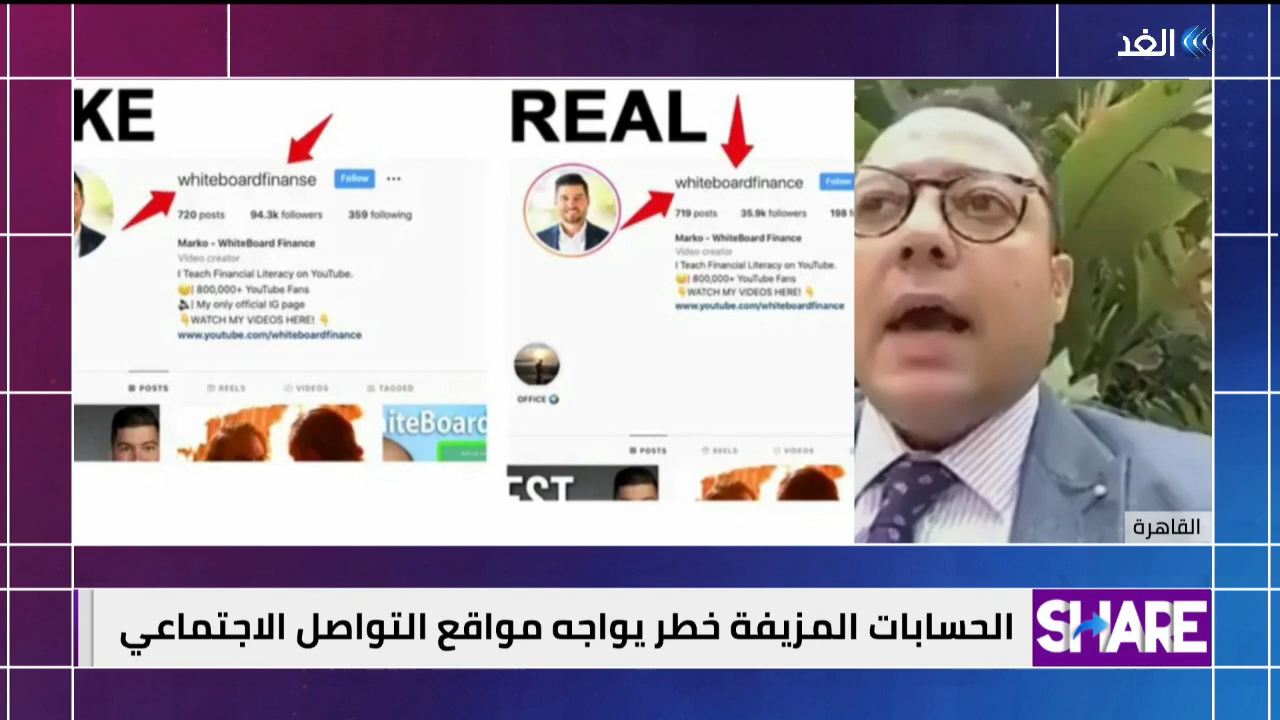 الغد
KE
whiteboardfinanse
Follow
720 posts 94.3k followers 359 following
Marko - WhiteBoard Finance
Video creator
I Teach Financial Literacy on YouTube.
| 800,000+ YouTube Fans
| My only official IG page
WATCH MY VIDEOS HERE!
www.youtube.com/whiteboardfinance
POSTS REELS VIDEOS TAGGED
iteBoard
REAL
whiteboardfinance
Follow
719 posts 35.9k followers 198 f
Marko - WhiteBoard Finance
Video creator
I Teach Financial Literacy on YouTube.
| 800,000+ YouTube Fans
WATCH MY VIDEOS HERE!
www.youtube.com/whiteboardfinance
OFFICE
POSTS REELS VIDEOS
EST
القاهرة
الحسابات المزيفة خطر يواجه مواقع التواصل الاجتماعي
SHARE